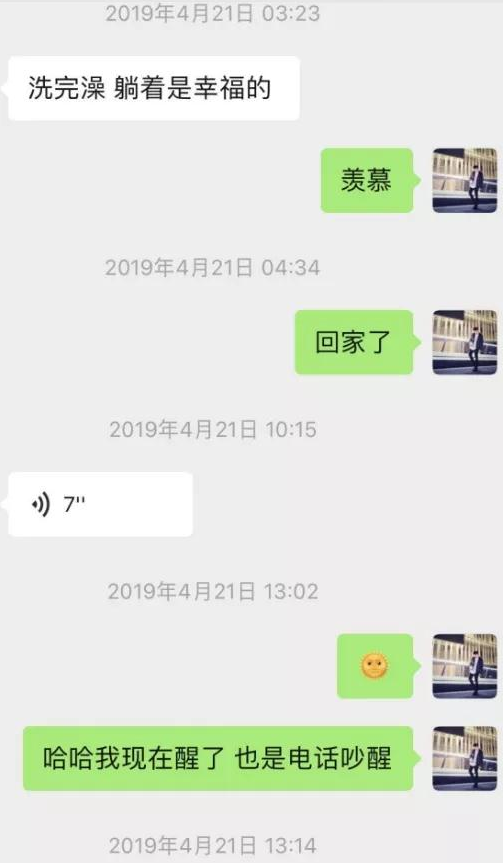 2019年4月21日 03:23
洗完澡 躺着是幸福的
羡慕
2019年4月21日 04:34
回家了
2019年4月21日 10:15
7''
2019年4月21日 13:02
🌞
哈哈我现在醒了 也是电话吵醒
2019年4月21日 13:14